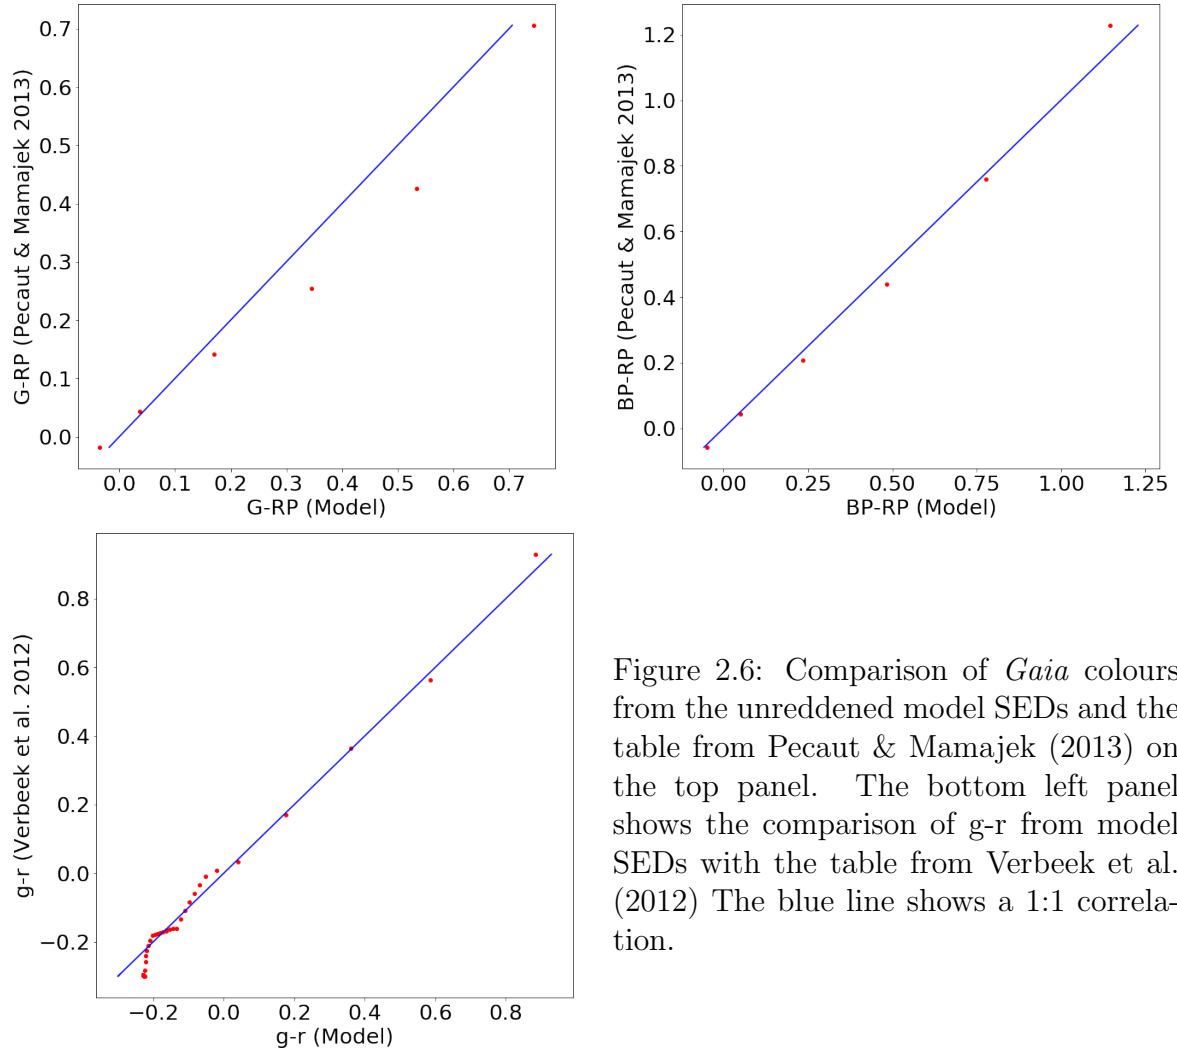 G-RP (Pecaut & Mamajek 2013)
0.7
0.6
0.5
0.4
0.3
0.2
0.1
0.0
0.0 0.1 0.2 0.3 0.4 0.5 0.6 0.7
G-RP (Model)
BP-RP (Pecaut & Mamajek 2013)
1.2
1.0
0.8
0.6
0.4
0.2
0.0
0.00 0.25 0.50 0.75 1.00 1.25
BP-RP (Model)
g-r (Verbeek et al. 2012)
0.8
0.6
0.4
0.2
0.0
−0.2
−0.2 0.0 0.2 0.4 0.6 0.8
g-r (Model)
Figure 2.6: Comparison of Gaia colours
from the unreddened model SEDs and the
table from Pecaut & Mamajek (2013) on
the top panel. The bottom left panel
shows the comparison of g-r from model
SEDs with the table from Verbeek et al.
(2012) The blue line shows a 1:1 correla-
tion.